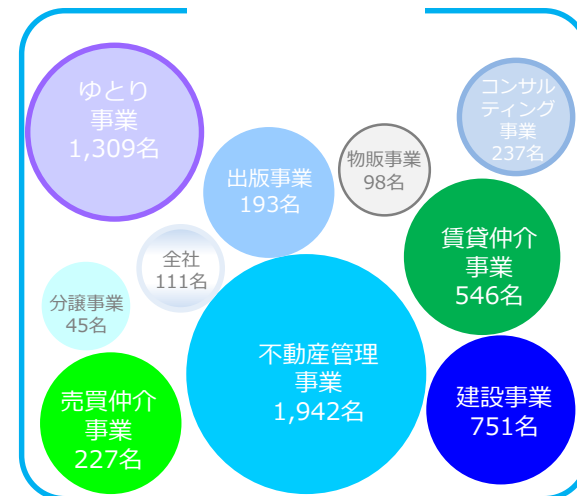 ゆとり
事業
1,309名
コンサル
ティング
事業
237名
出版事業
193名
物販事業
98名
賃貸仲介
事業
546名
全社
111名
分譲事業
45名
不動産管理
事業
1,942名
売買仲介
事業
227名
建設事業
751名